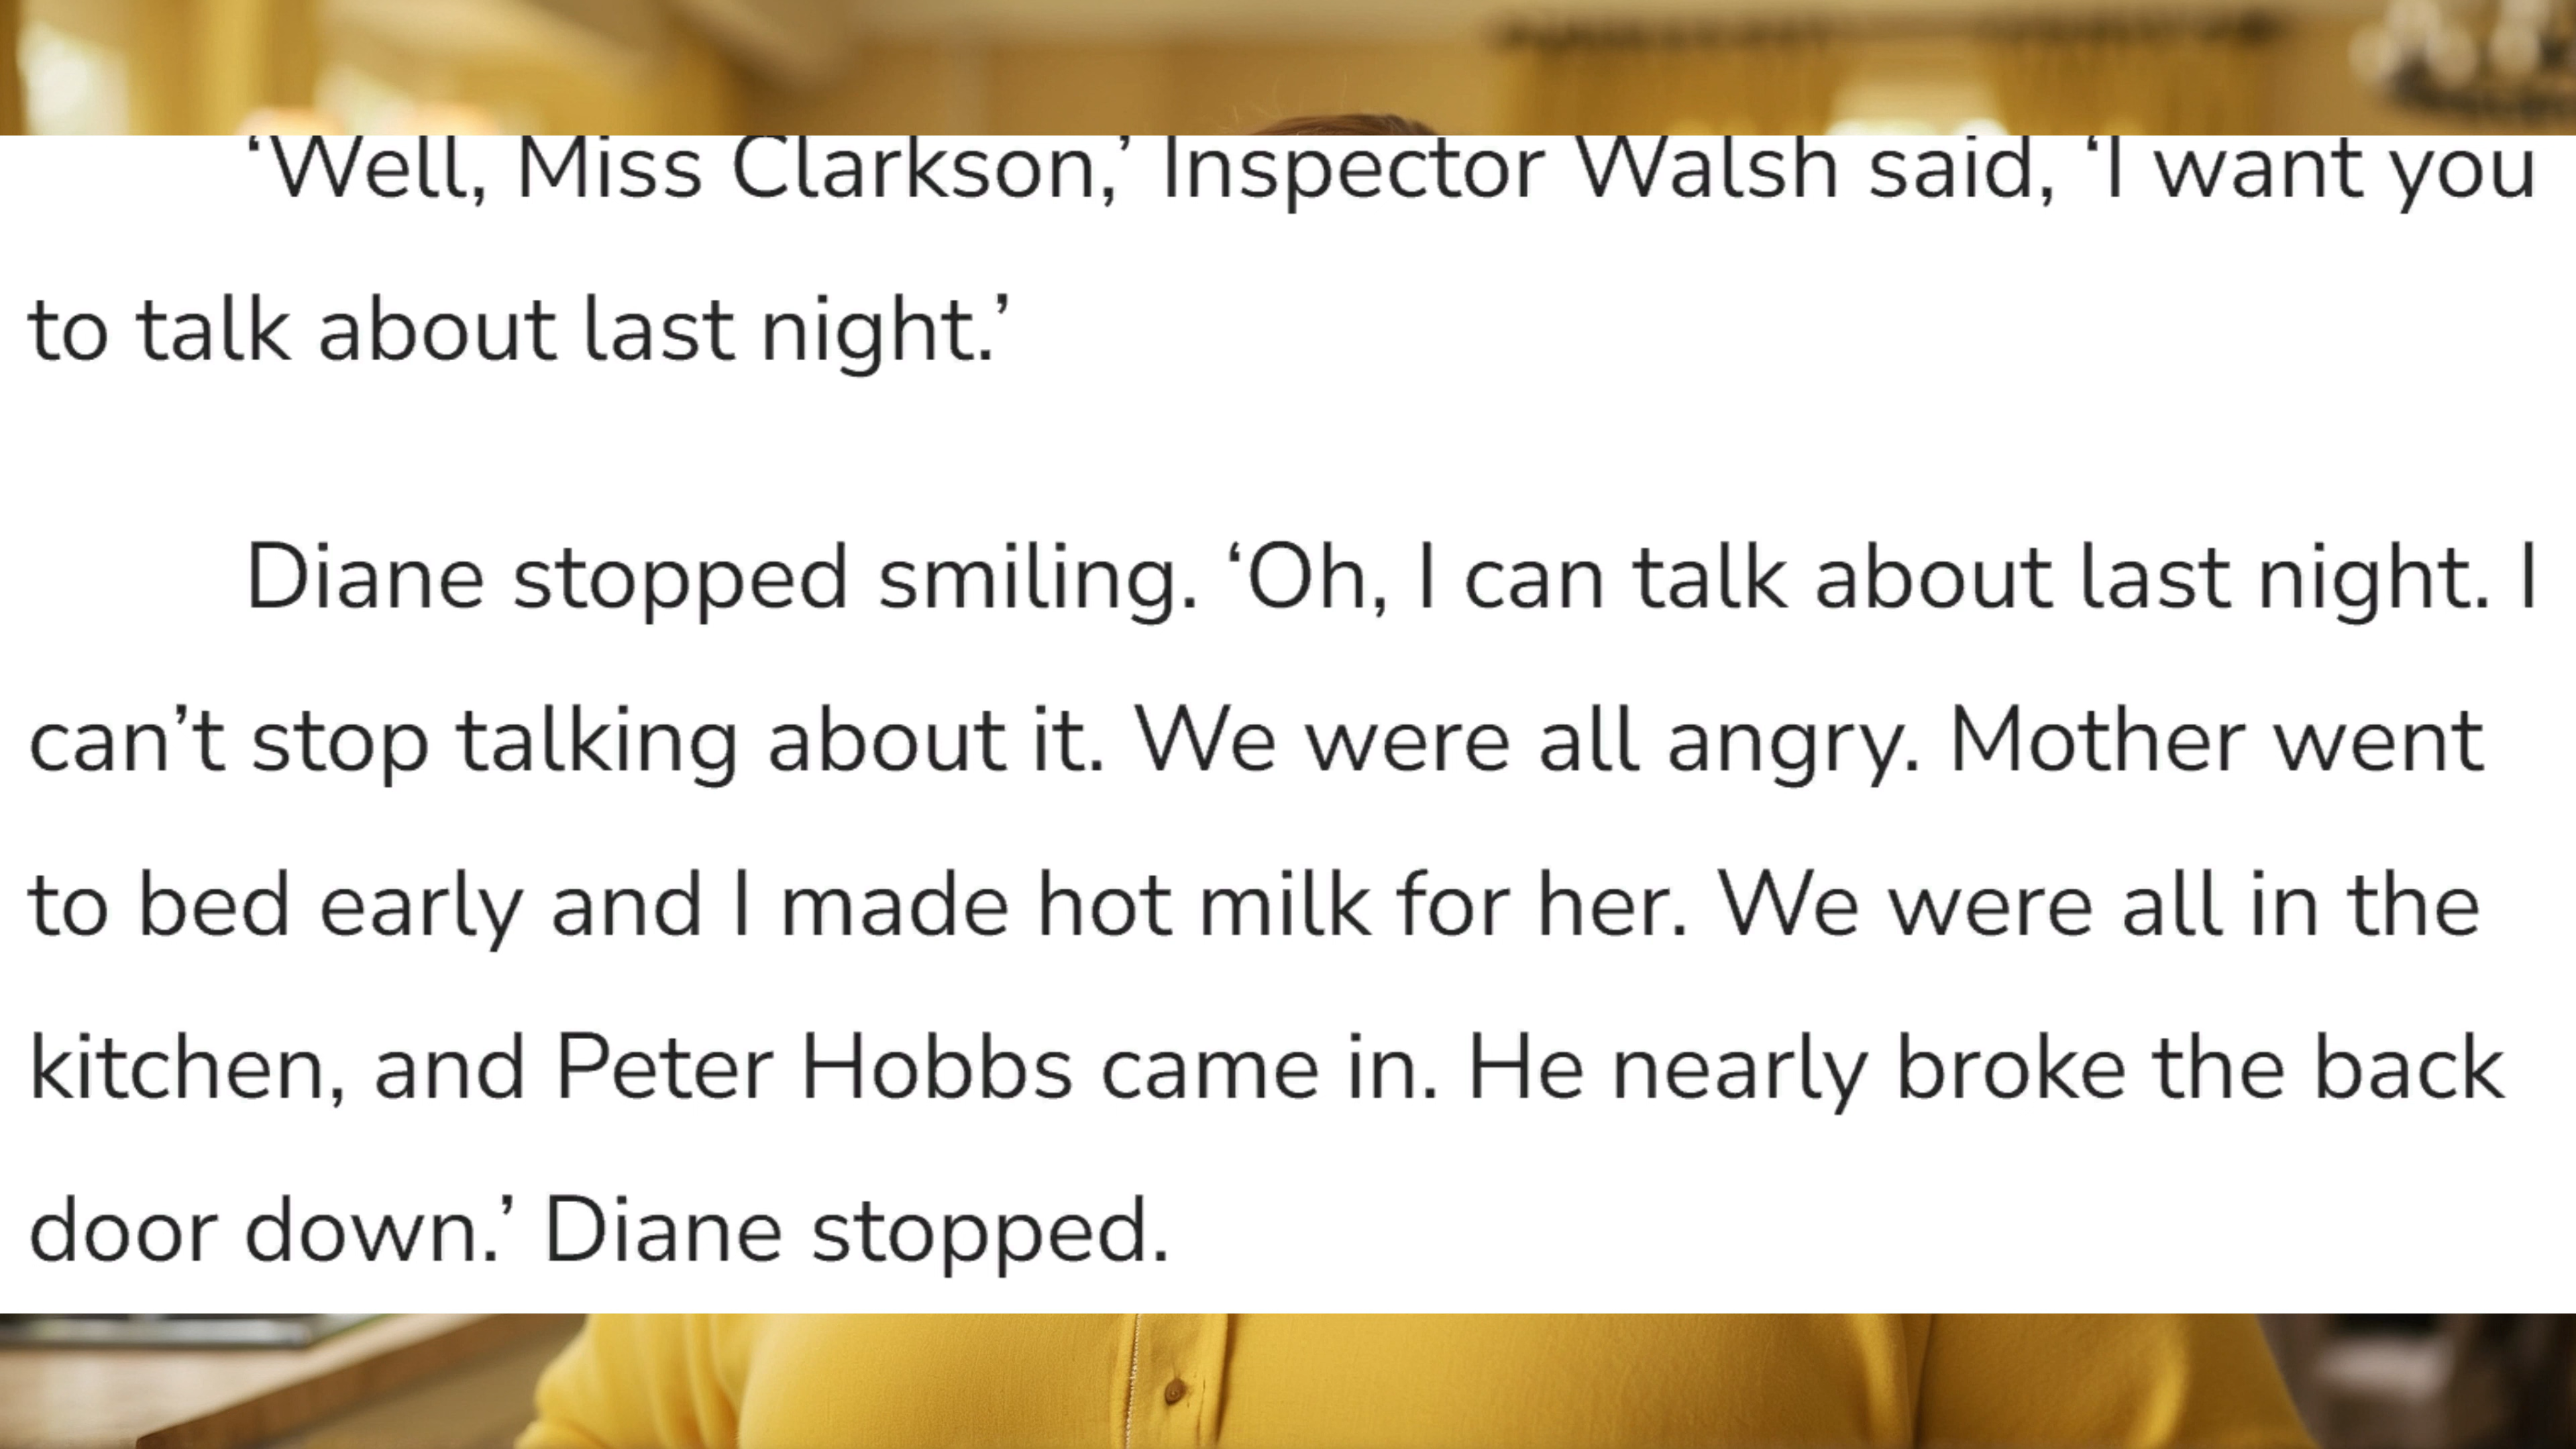 ‘Well, Miss Clarkson,’ Inspector Walsh said, ‘I want you
to talk about last night.’
Diane stopped smiling. ‘Oh, I can talk about last night. I
can’t stop talking about it. We were all angry. Mother went
to bed early and I made hot milk for her. We were all in the
kitchen, and Peter Hobbs came in. He nearly broke the back
door down.’ Diane stopped.